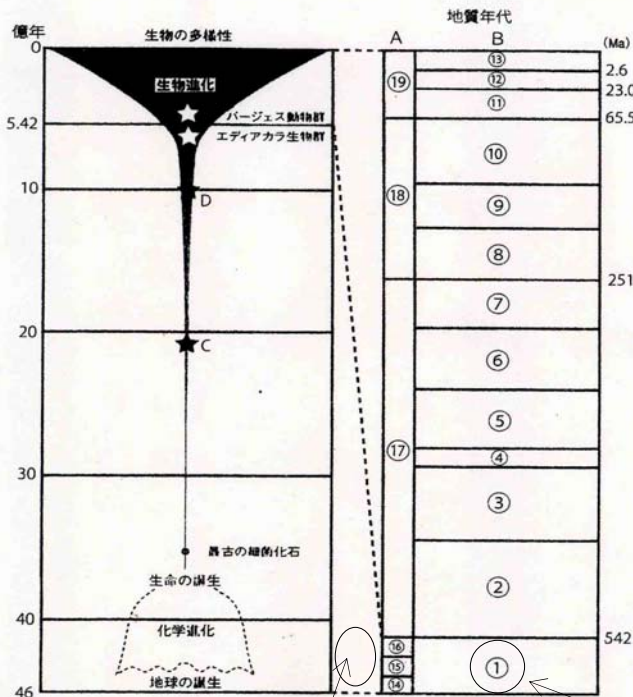 地質年代
億年
生物の多様性
A
B
(Ma)
0
⑬
2.6
⑫
生物進化
⑲
23.0
⑪
バージェス動物群
65.5
5.42
エディアカラ生物群
⑩
10
D
⑱
⑨
⑧
251
⑦
20
C
⑥
⑤
⑰
④
30
③
最古の細菌化石
生命の誕生
②
40
化学進化
542
⑯
⑮
①
地球の誕生
⑭
46